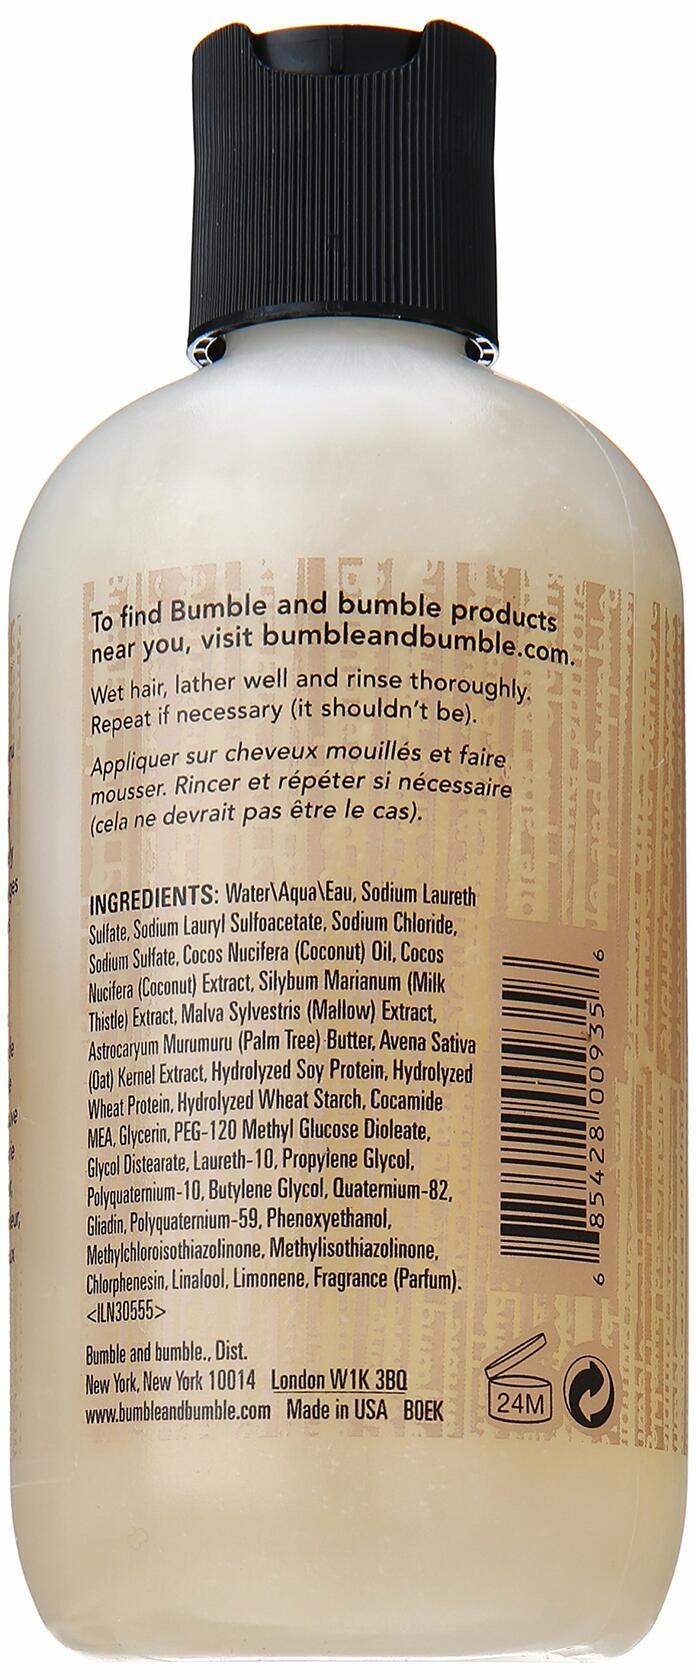 To find Bumble and bumble products
near you, visit bumbleandbumble.com.
Wet hair, lather well and rinse thoroughly.
Repeat if necessary (it shouldn't be).
Appliquer sur cheveux mouillés et faire
mousser. Rincer et répéter si nécessaire
(cela ne devrait pas être le cas).
INGREDIENTS: Water\Aqua\Eau, Sodium Laureth
Sulfate, Sodium Lauryl Sulfoacetate, Sodium Chloride,
Sodium Sulfate, Cocos Nucifera (Coconut) Oil, Cocos
Nucifera (Coconut) Extract, Silybum Marianum (Milk
Thistle) Extract, Malva Sylvestris (Mallow) Extract,
Astrocaryum Murumuru (Palm Tree) Butter, Avena Sativa
(Oat) Kernel Extract, Hydrolyzed Soy Protein, Hydrolyzed
Wheat Protein, Hydrolyzed Wheat Starch, Cocamide
MEA, Glycerin, PEG-120 Methyl Glucose Dioleate,
Glycol Distearate, Laureth-10, Propylene Glycol,
Polyquaternium-10, Butylene Glycol, Quaternium-82,
Gliadin, Polyquaternium-59, Phenoxyethanol,
Methylchloroisothiazolinone, Methylisothiazolinone,
Chlorphenesin, Linalool, Limonene, Fragrance (Parfum).
<ILN30555>
Bumble and bumble., Dist.
New York, New York 10014 London W1K 3BQ
www.bumbleandbumble.com Made in USA B0EK
6 85428 00935 6
24M